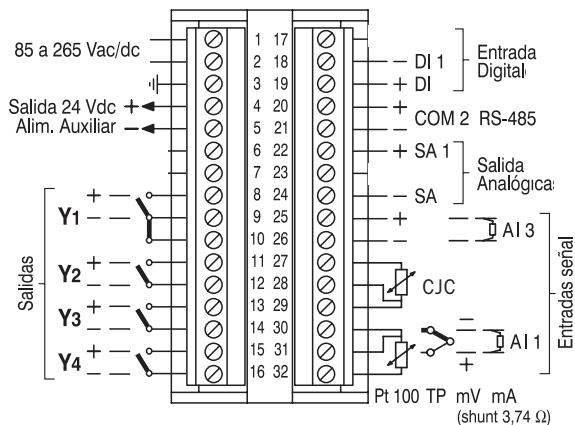 85 a 265 Vac/dc
Salida 24 Vdc +
Alim. Auxiliar −
Salidas
Y1 + −
Y2 + −
Y3 + −
Y4 + −
1 17
2 18
3 19
4 20
5 21
6 22
7 23
8 24
9 25
10 26
11 27
12 28
13 29
14 30
15 31
16 32
− DI 1
+ DI
Entrada
Digital
+
−
COM 2 RS-485
+ SA 1
− SA
Salida
Analógica
+
−
AI 3
CJC
−
+
AI 1
Entradas señal
Pt 100 TP mV mA
(shunt 3,74 Ω)